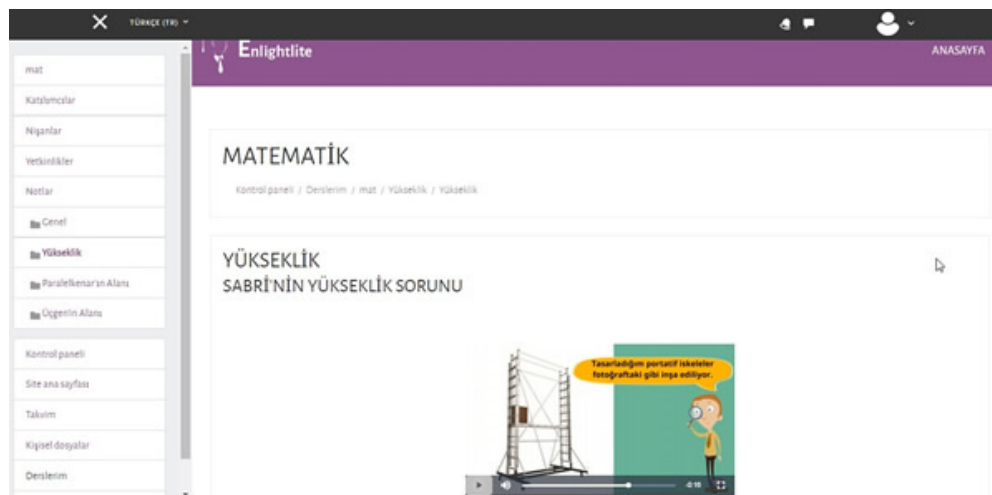 TÜRKÇE (TR)
Enlightlite
ANASAYFA
mat
Katılımcılar
Nişanlar
Yetkinlikler
Notlar
Genel
Yükseklik
Paralelkenarın Alanı
Üçgenin Alanı
Kontrol paneli
Site ana sayfası
Takvim
Kişisel dosyalar
Derslerim
MATEMATİK
Kontrol paneli / Derslerim / mat / Yükseklik / Yükseklik
YÜKSEKLİK
SABRİ'NİN YÜKSEKLİK SORUNU
Tasarladığım portatif iskeleler
fotoğraftaki gibi inşa ediliyor.
-0:10